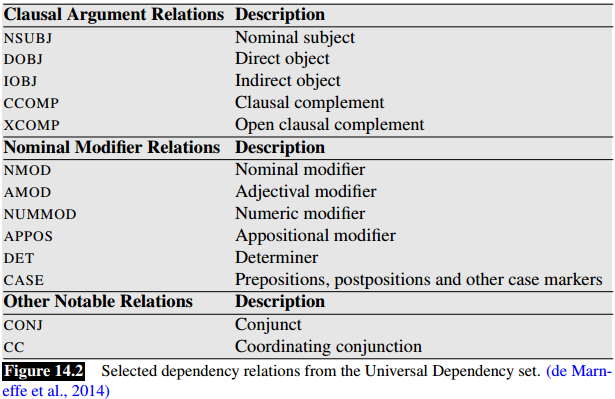 Clausal Argument Relations Description
NSUBJ Nominal subject
DOBJ Direct object
IOBJ Indirect object
CCOMP Clausal complement
XCOMP Open clausal complement
Nominal Modifier Relations Description
NMOD Nominal modifier
AMOD Adjectival modifier
NUMMOD Numeric modifier
APPOS Appositional modifier
DET Determiner
CASE Prepositions, postpositions and other case markers
Other Notable Relations Description
CONJ Conjunct
CC Coordinating conjunction
Figure 14.2 Selected dependency relations from the Universal Dependency set. (de Marn-
effe et al., 2014)